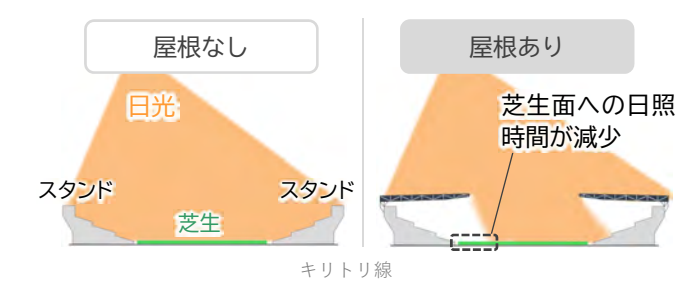 屋根なし
屋根あり
日光
芝生面への日照
時間が減少
スタンド
スタンド
芝生
キリトリ線